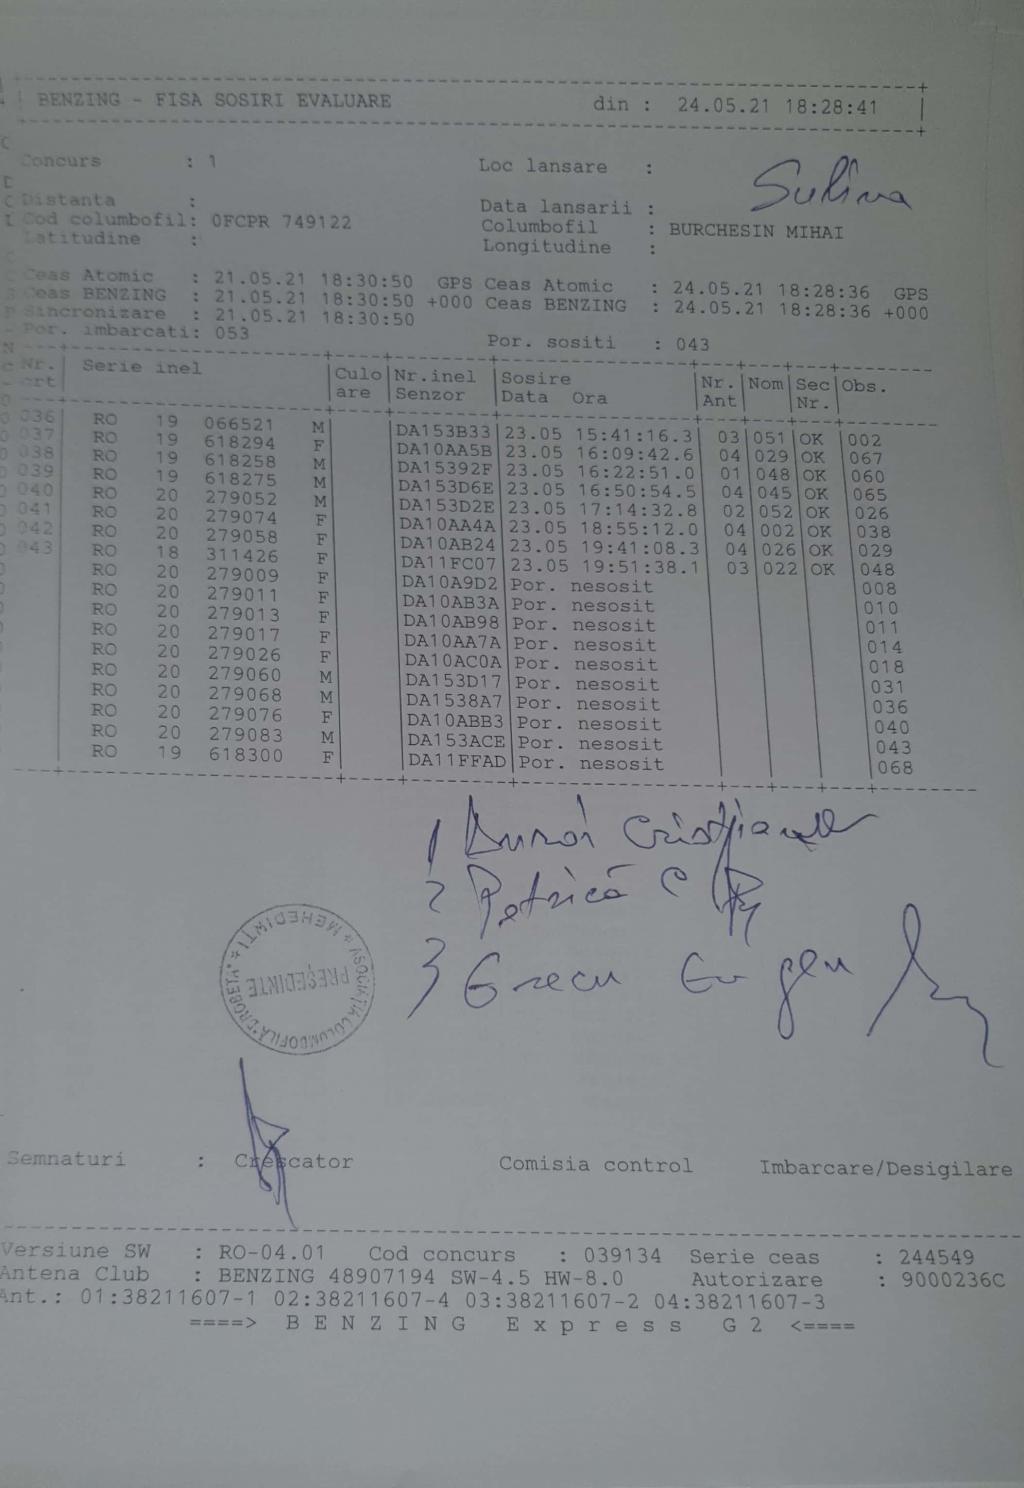 BENZING - FISA SOSIRI EVALUARE din : 24.05.21 18:28:41
Concurs : 1 Loc lansare : Sulina
Distanta : Data lansarii :
Cod columbofil: 0FCPR 749122 Columbofil : BURCHESIN MIHAI
Latitudine : Longitudine :
Ceas Atomic : 21.05.21 18:30:50 GPS Ceas Atomic : 24.05.21 18:28:36 GPS
Ceas BENZING : 21.05.21 18:30:50 +000 Ceas BENZING : 24.05.21 18:28:36 +000
Sincronizare : 21.05.21 18:30:50
Por. imbarcati: 053 Por. sositi : 043
Nr. Serie inel Culo Nr.inel Sosire Nr. Nom Sec Obs.
crt are Senzor Data Ora Ant Nr.
036 RO 19 066521 M DA153B33 23.05 15:41:16.3 03 051 OK 002
037 RO 19 618294 F DA10AA5B 23.05 16:09:42.6 04 029 OK 067
038 RO 19 618258 M DA15392F 23.05 16:22:51.0 01 048 OK 060
039 RO 19 618275 M DA153D6E 23.05 16:50:54.5 04 045 OK 065
040 RO 20 279052 M DA153D2E 23.05 17:14:32.8 02 052 OK 026
041 RO 20 279074 F DA10AA4A 23.05 18:55:12.0 04 002 OK 038
042 RO 20 279058 F DA10AB24 23.05 19:41:08.3 04 026 OK 029
043 RO 18 311426 F DA11FC07 23.05 19:51:38.1 03 022 OK 048
RO 20 279009 F DA10A9D2 Por. nesosit 008
RO 20 279011 F DA10AB3A Por. nesosit 010
RO 20 279013 F DA10AB98 Por. nesosit 011
RO 20 279017 F DA10AA7A Por. nesosit 014
RO 20 279026 F DA10AC0A Por. nesosit 018
RO 20 279060 M DA153D17 Por. nesosit 031
RO 20 279068 M DA1538A7 Por. nesosit 036
RO 20 279076 F DA10ABB3 Por. nesosit 040
RO 20 279083 M DA153ACE Por. nesosit 043
RO 19 618300 F DA11FFAD Por. nesosit 068
1
2 Petrică C
3 Grecu Eugen
ASOCIATIA COLUMBOFILĂ DROBETA * MEHEDINTI *
PREȘEDINTE
Semnaturi : Crescator Comisia control Imbarcare/Desigilare
Versiune SW : RO-04.01 Cod concurs : 039134 Serie ceas : 244549
Antena Club : BENZING 48907194 SW-4.5 HW-8.0 Autorizare : 9000236C
Ant.: 01:38211607-1 02:38211607-4 03:38211607-2 04:38211607-3
====> B E N Z I N G E x p r e s s G 2 <====